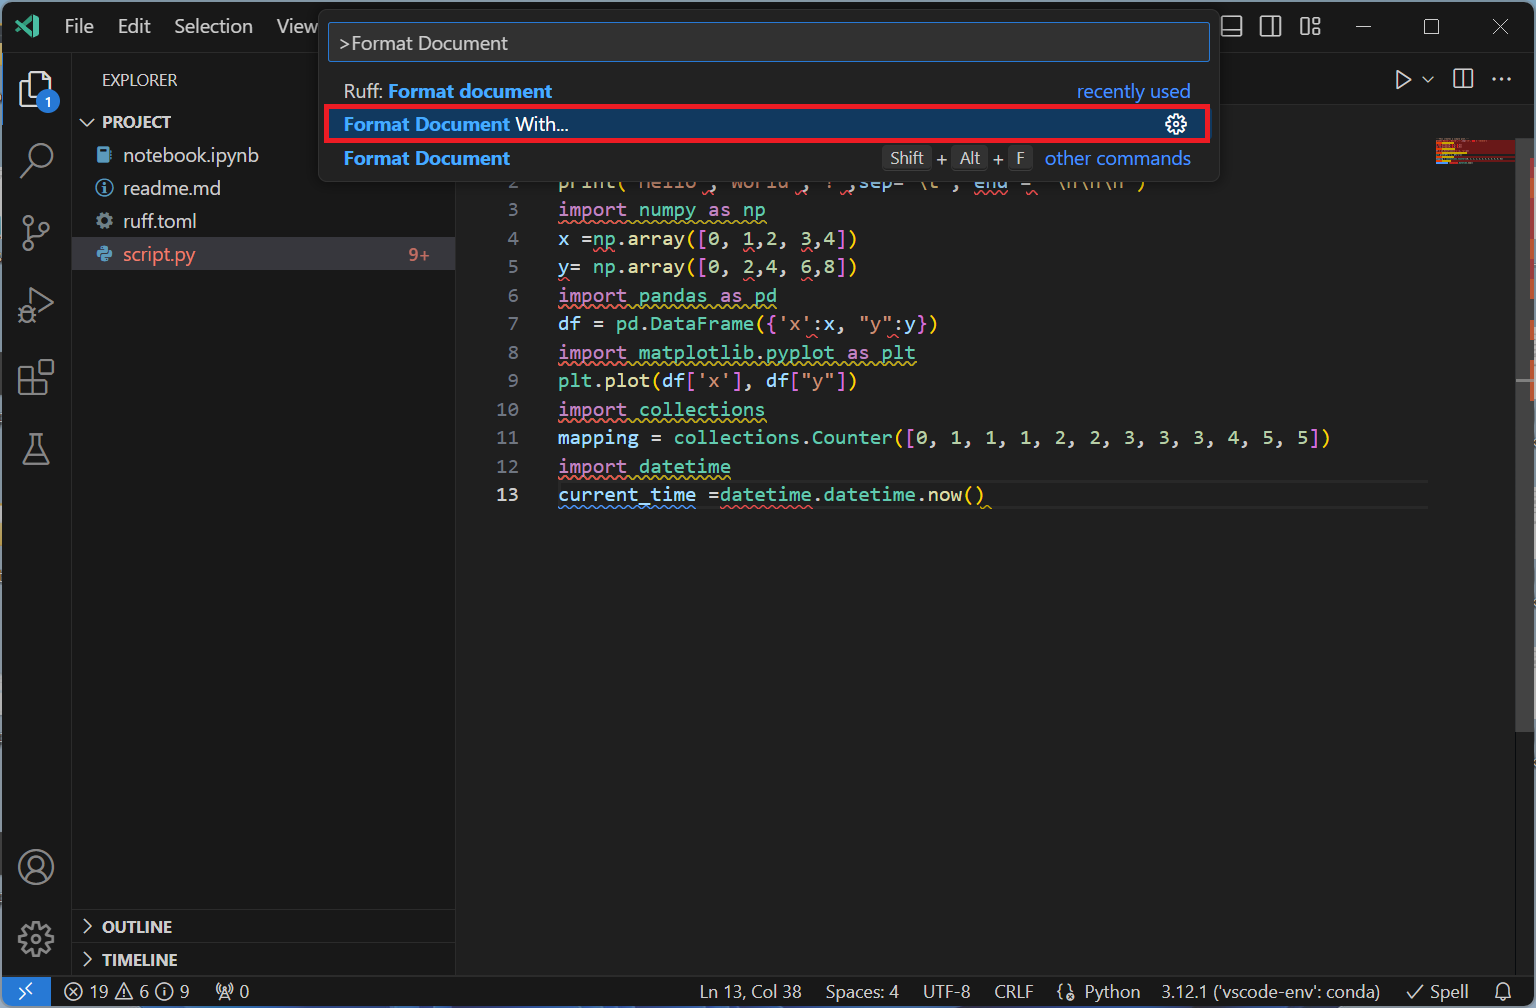 File Edit Selection View
>Format Document
Ruff: Format document recently used
Format Document With...
Format Document Shift + Alt + F other commands
EXPLORER
1
PROJECT
notebook.ipynb
readme.md
ruff.toml
script.py 9+
OUTLINE
TIMELINE
2 print("Hello", "World", "!",sep= "\t", end = "\n\n\n")
3 import numpy as np
4 x =np.array([0, 1,2, 3,4])
5 y= np.array([0, 2,4, 6,8])
6 import pandas as pd
7 df = pd.DataFrame({'x':x, "y":y})
8 import matplotlib.pyplot as plt
9 plt.plot(df['x'], df["y"])
10 import collections
11 mapping = collections.Counter([0, 1, 1, 1, 2, 2, 3, 3, 3, 4, 5, 5])
12 import datetime
13 current_time =datetime.datetime.now()
19 6 9 0 Ln 13, Col 38 Spaces: 4 UTF-8 CRLF Python 3.12.1 ('vscode-env': conda) Spell